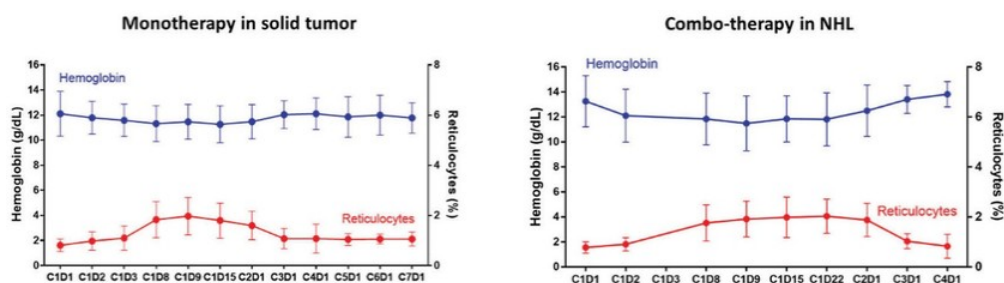 Monotherapy in solid tumor
Hemoglobin
Reticulocytes
Hemoglobin (g/dL)
Reticulocytes (%)
16
14
12
10
8
6
4
2
0
8
6
4
2
0
C1D1 C1D2 C1D3 C1D8 C1D9 C1D15 C2D1 C3D1 C4D1 C5D1 C6D1 C7D1
Combo-therapy in NHL
Hemoglobin
Reticulocytes
Hemoglobin (g/dL)
Reticulocytes (%)
16
14
12
10
8
6
4
2
0
8
6
4
2
0
C1D1 C1D2 C1D3 C1D8 C1D9 C1D15 C1D22 C2D1 C3D1 C4D1